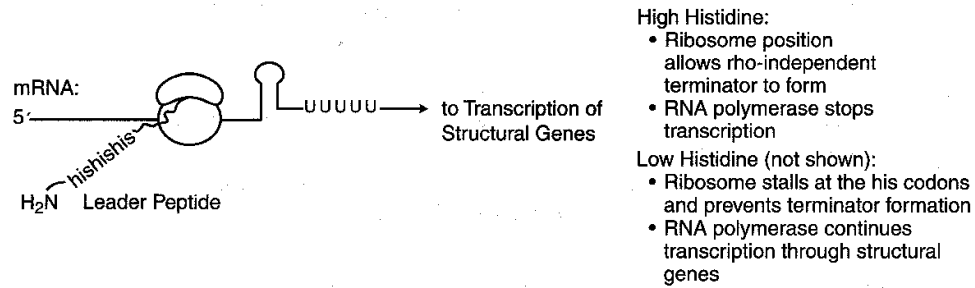 mRNA:
5′
hishishis
H₂N Leader Peptide
UUUUU
to Transcription of
Structural Genes
High Histidine:
• Ribosome position
allows rho-independent
terminator to form
• RNA polymerase stops
transcription
Low Histidine (not shown):
• Ribosome stalls at the his codons
and prevents terminator formation
• RNA polymerase continues
transcription through structural
genes